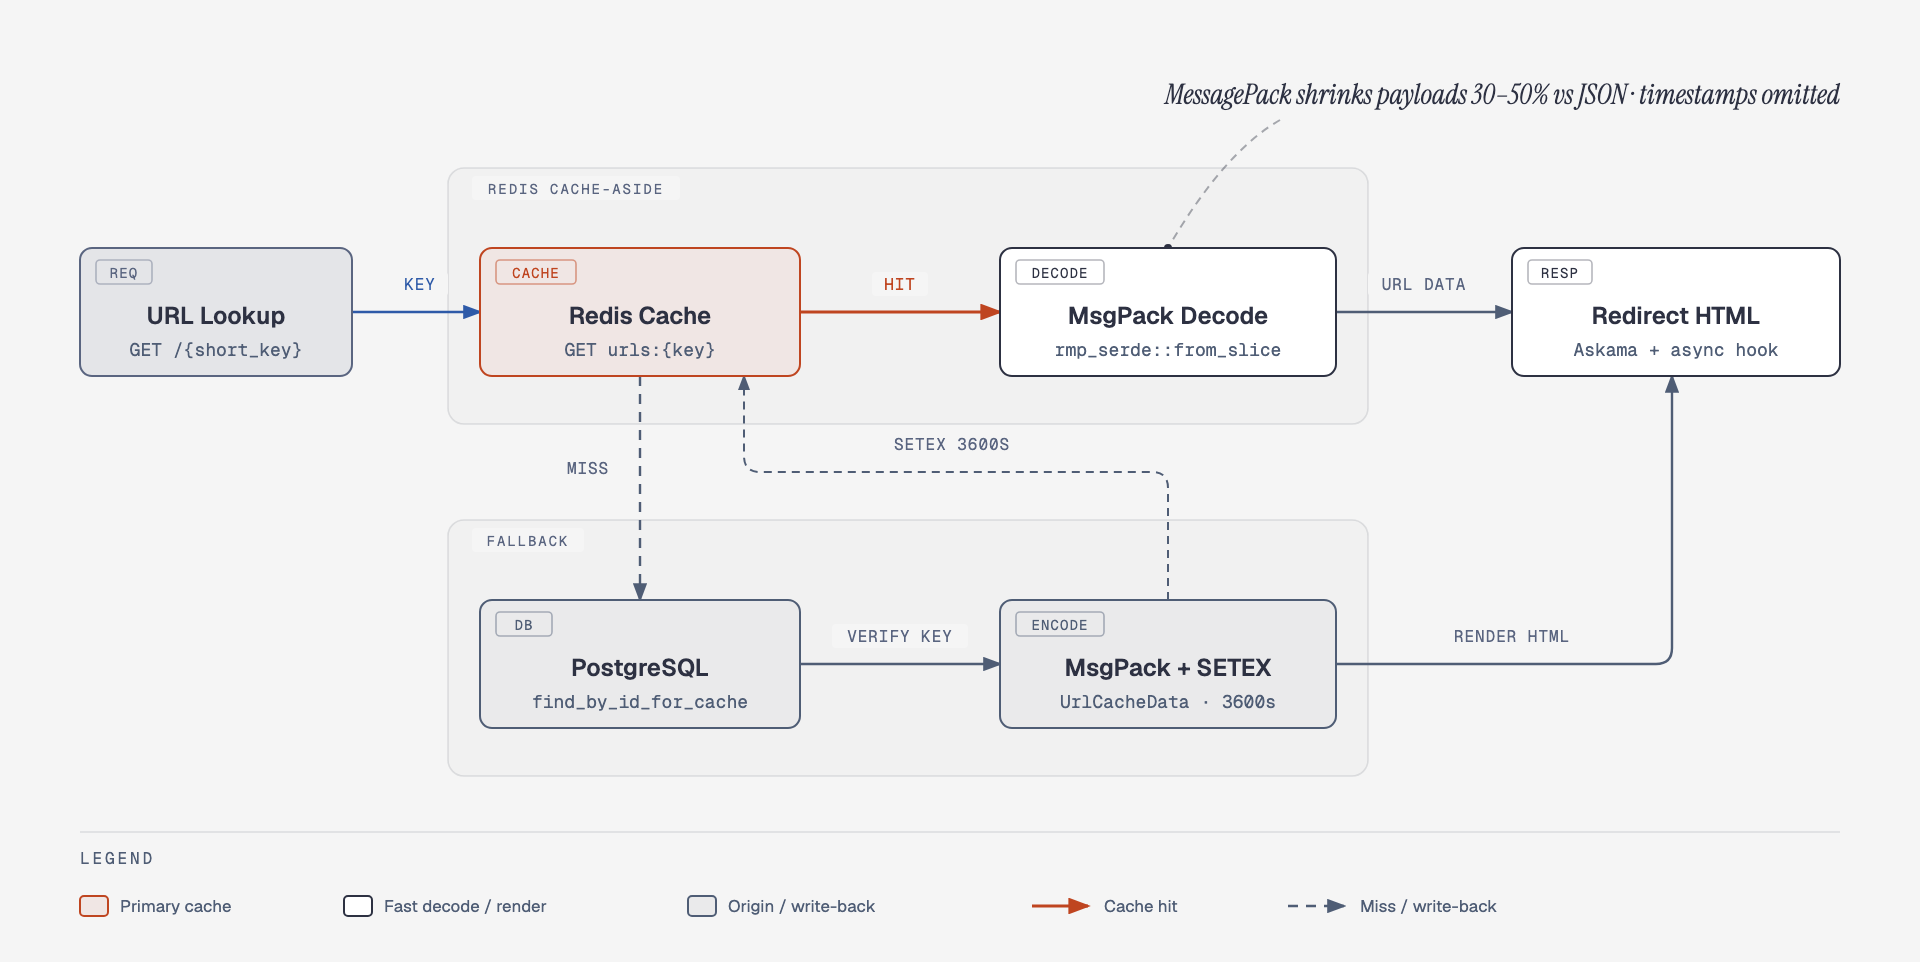 MessagePack shrinks payloads 30–50% vs JSON · timestamps omitted
REDIS CACHE-ASIDE
REQ
URL Lookup
GET /{short_key}
KEY
CACHE
Redis Cache
GET urls:{key}
HIT
DECODE
MsgPack Decode
rmp_serde::from_slice
URL DATA
RESP
Redirect HTML
Askama + async hook
SETEX 3600S
MISS
FALLBACK
DB
PostgreSQL
find_by_id_for_cache
VERIFY KEY
ENCODE
MsgPack + SETEX
UrlCacheData · 3600s
RENDER HTML
LEGEND
Primary cache
Fast decode / render
Origin / write-back
Cache hit
Miss / write-back